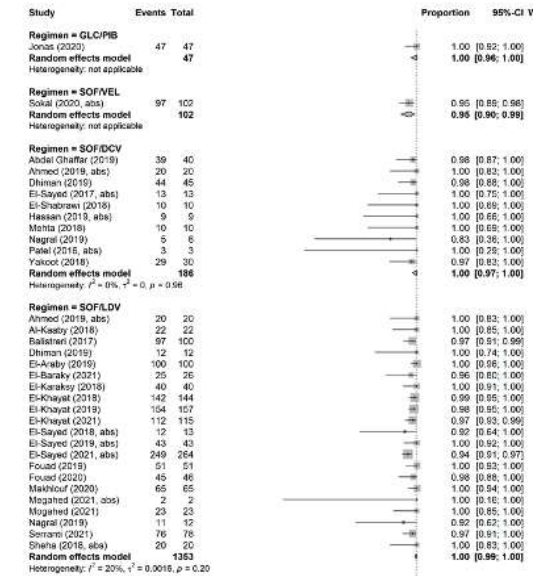 Study Events Total Proportion 95%-CI
Regimen = GLC/PIB
Jonas (2020) 47 47 1.00 [0.92; 1.00]
Random effects model 47 1.00 [0.96; 1.00]
Heterogeneity: not applicable
Regimen = SOF/VEL
Sokal (2020, abs) 97 102 0.95 [0.89; 0.98]
Random effects model 102 0.95 [0.90; 0.99]
Heterogeneity: not applicable
Regimen = SOF/DCV
Abdel Ghaffar (2019) 39 40 0.98 [0.87; 1.00]
Ahmed (2019, abs) 20 20 1.00 [0.83; 1.00]
Dhiman (2019) 44 45 0.98 [0.88; 1.00]
El-Sayed (2017, abs) 13 13 1.00 [0.75; 1.00]
El-Shabrawi (2018) 10 10 1.00 [0.69; 1.00]
Hassan (2019, abs) 9 9 1.00 [0.66; 1.00]
Mehta (2018) 10 10 1.00 [0.69; 1.00]
Nagral (2019) 5 6 0.83 [0.36; 1.00]
Patel (2016, abs) 3 3 1.00 [0.29; 1.00]
Yakoot (2018) 29 30 0.97 [0.83; 1.00]
Random effects model 186 1.00 [0.97; 1.00]
Heterogeneity: I² = 0%, τ² = 0, p = 0.96
Regimen = SOF/LDV
Ahmed (2019, abs) 20 20 1.00 [0.83; 1.00]
Al-Kaaby (2018) 22 22 1.00 [0.85; 1.00]
Balistreri (2017) 97 100 0.97 [0.91; 0.99]
Dhiman (2019) 12 12 1.00 [0.74; 1.00]
El-Araby (2019) 100 100 1.00 [0.96; 1.00]
El-Baraky (2021) 25 26 0.96 [0.80; 1.00]
El-Karaksy (2018) 40 40 1.00 [0.91; 1.00]
El-Khayat (2018) 142 144 0.99 [0.95; 1.00]
El-Khayat (2019) 154 157 0.98 [0.95; 1.00]
El-Khayat (2021) 112 115 0.97 [0.93; 0.99]
El-Sayed (2018, abs) 12 13 0.92 [0.64; 1.00]
El-Sayed (2019, abs) 43 43 1.00 [0.92; 1.00]
El-Sayed (2021, abs) 249 264 0.94 [0.91; 0.97]
Fouad (2019) 51 51 1.00 [0.93; 1.00]
Fouad (2020) 45 46 0.98 [0.88; 1.00]
Makhlouf (2020) 65 65 1.00 [0.94; 1.00]
Megahed (2021, abs) 2 2 1.00 [0.16; 1.00]
Mogahed (2021) 23 23 1.00 [0.85; 1.00]
Nagral (2019) 11 12 0.92 [0.62; 1.00]
Serranti (2021) 76 78 0.97 [0.91; 1.00]
Sheha (2018, abs) 20 20 1.00 [0.83; 1.00]
Random effects model 1353 1.00 [0.99; 1.00]
Heterogeneity: I² = 20%, τ² = 0.0016, p = 0.20